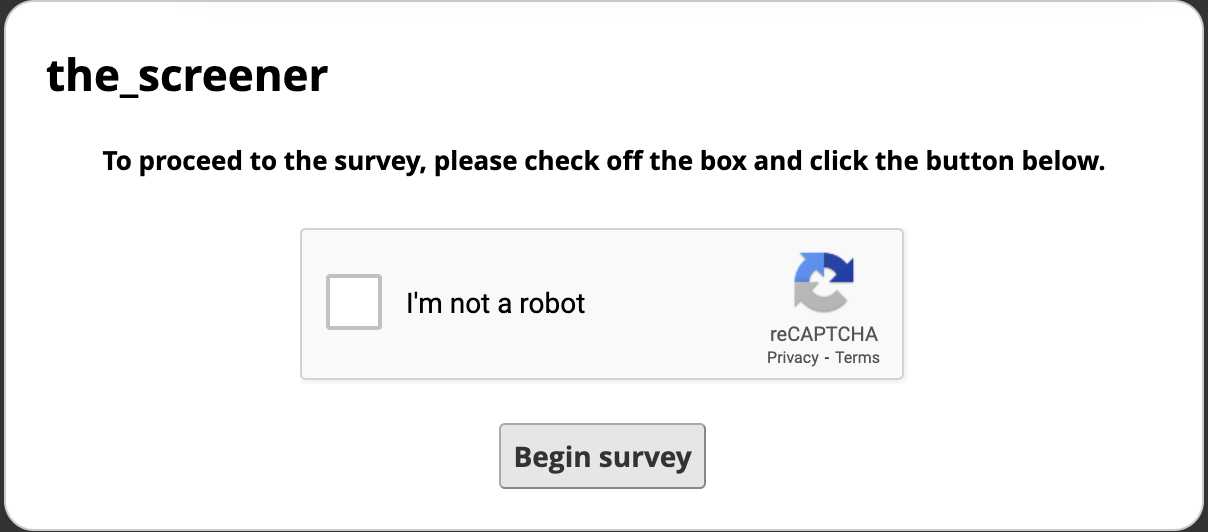 the_screener
To proceed to the survey, please check off the box and click the button below.
I'm not a robot
reCAPTCHA
Privacy - Terms
Begin survey